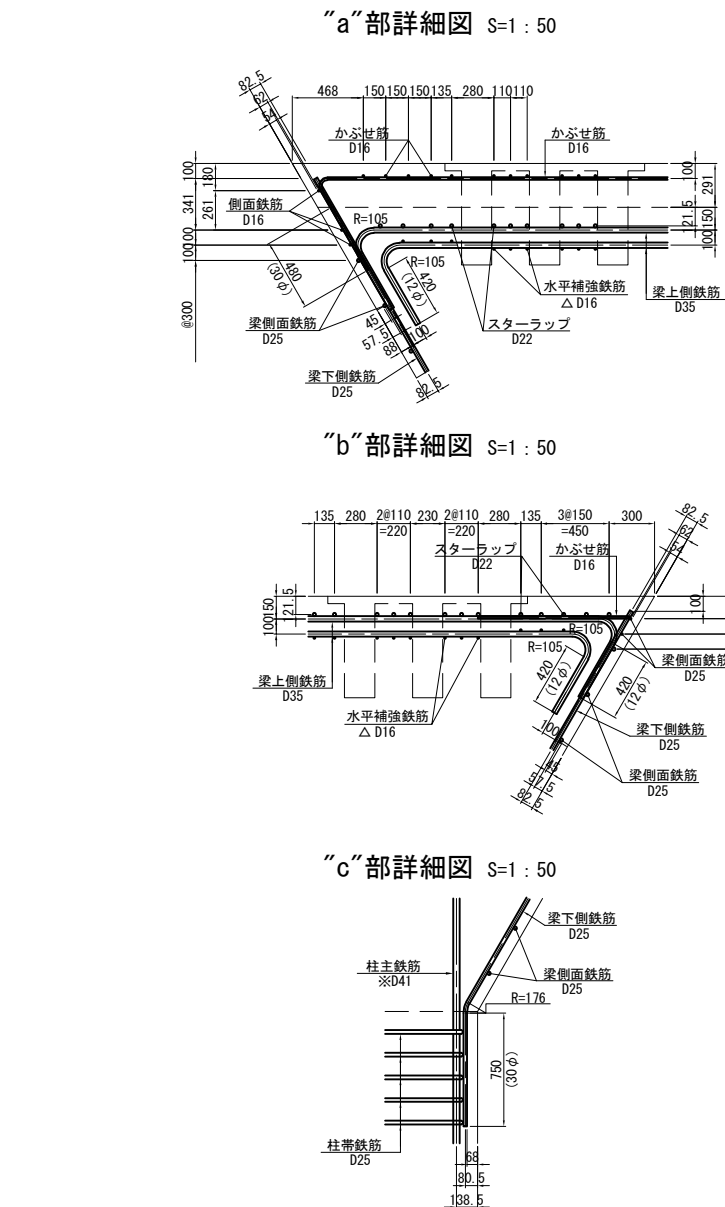 "a"部詳細図 S=1:50
82.5
62
54
468 150 150 150 135 280 110 110
かぶせ筋
D16
かぶせ筋
D16
100
180
341
261
100
100
@300
側面鉄筋
D16
R=105
R=105
480
(30φ)
420
(12φ)
100
291
121.5
150
100
水平補強鉄筋
△ D16
梁上側鉄筋
D35
スターラップ
D22
梁側面鉄筋
D25
45
57.5
88
100
梁下側鉄筋
D25
82.5
"b"部詳細図 S=1:50
135 280 2@110 230 2@110 280 135 3@150 300
=220 =220 =450
82.5
62
54
スターラップ
D22
かぶせ筋
D16
150
121.5
100
100
R=105
R=105
梁側面鉄筋
D25
梁上側鉄筋
D35
420
(12φ)
420
(12φ)
水平補強鉄筋
△ D16
100
梁下側鉄筋
D25
45
57.5
82.5
梁側面鉄筋
D25
"c"部詳細図 S=1:50
梁下側鉄筋
D25
柱主鉄筋
※D41
梁側面鉄筋
D25
R=176
750
(30φ)
柱帯鉄筋
D25
68
80.5
138.5